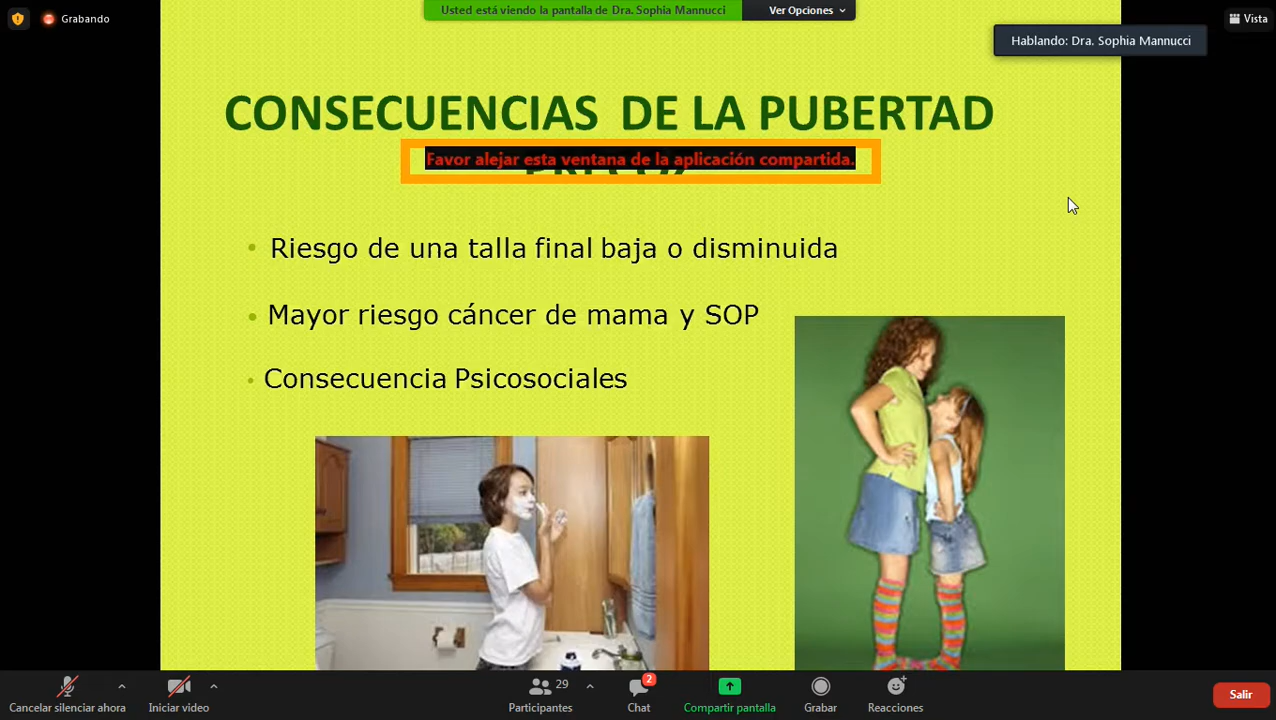 Grabando
Usted está viendo la pantalla de Dra. Sophia Mannucci
Ver Opciones
Vista
Hablando: Dra. Sophia Mannucci
CONSECUENCIAS DE LA PUBERTAD
Favor alejar esta ventana de la aplicación compartida.
• Riesgo de una talla final baja o disminuida
• Mayor riesgo cáncer de mama y SOP
• Consecuencia Psicosociales
29
2
Cancelar silenciar ahora
Iniciar video
Participantes
Chat
Compartir pantalla
Grabar
Reacciones
Salir